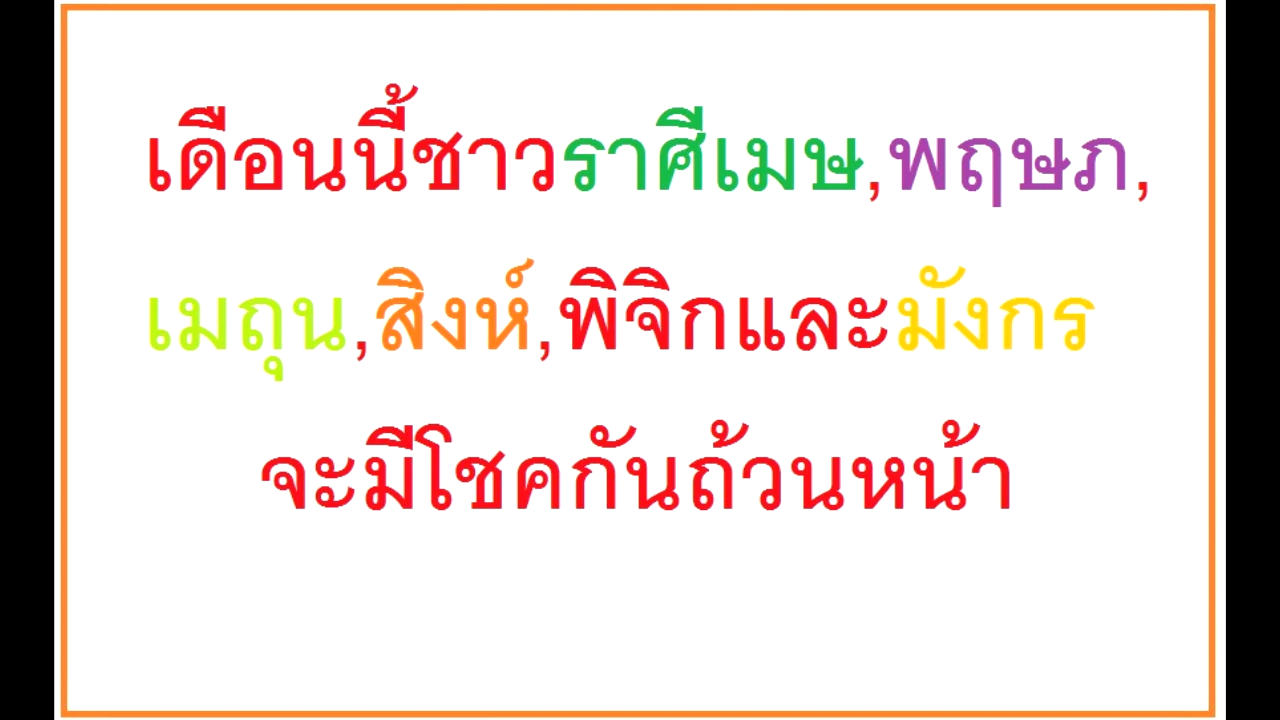 เดือนนี้ชาวราศีเมษ,พฤษภ,
เมถุน,สิงห์,พิจิกและมังกร
จะมีโชคกันถ้วนหน้า